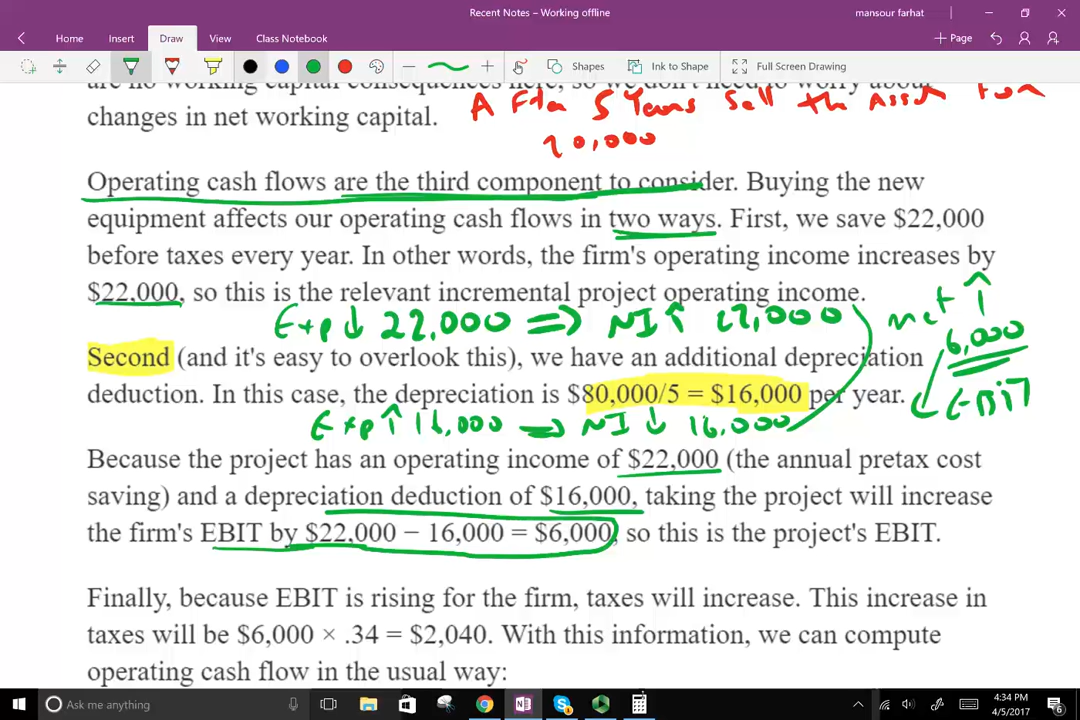 Recent Notes – Working offline
mansour farhat
Home Insert Draw View Class Notebook
Page
Shapes Ink to Shape Full Screen Drawing
are no working capital consequences here, so we don't need to worry about
changes in net working capital.
A Fter 5 Years Sell the Asset For
20,000
Operating cash flows are the third component to consider. Buying the new
equipment affects our operating cash flows in two ways. First, we save $22,000
before taxes every year. In other words, the firm's operating income increases by
$22,000, so this is the relevant incremental project operating income.
Exp ↓ 22,000 ⇒ NI ↑ 22,000
net ↑
6,000
EBIT
Second (and it's easy to overlook this), we have an additional depreciation
deduction. In this case, the depreciation is $80,000/5 = $16,000 per year.
Exp ↑ 16,000 ⇒ NI ↓ 16,000
Because the project has an operating income of $22,000 (the annual pretax cost
saving) and a depreciation deduction of $16,000, taking the project will increase
the firm's EBIT by $22,000 − 16,000 = $6,000, so this is the project's EBIT.
Finally, because EBIT is rising for the firm, taxes will increase. This increase in
taxes will be $6,000 × .34 = $2,040. With this information, we can compute
operating cash flow in the usual way:
Ask me anything
4:34 PM
4/5/2017
6